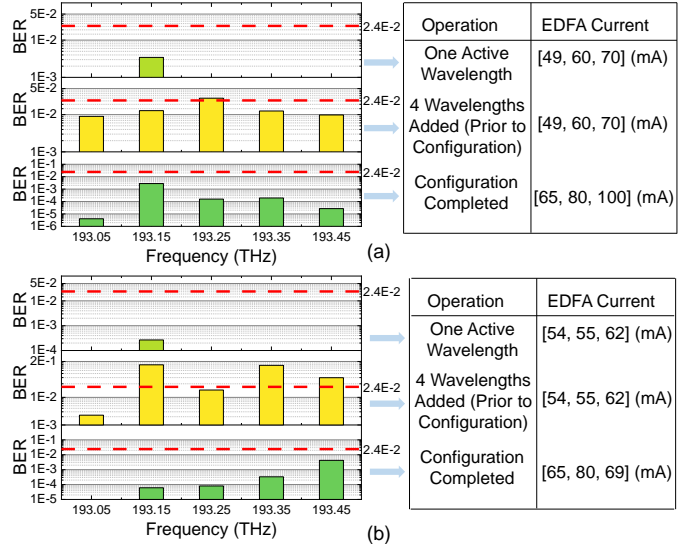 BER
5E-2
1E-2
1E-3
2.4E-2
1E-2
1E-3
2.4E-2
BER
1E-1
1E-2
1E-3
1E-4
1E-5
1E-6
2.4E-2
193.05 193.15 193.25 193.35 193.45
Frequency (THz)
Operation EDFA Current
One Active
Wavelength
[49, 60, 70] (mA)
4 Wavelengths
Added (Prior to
Configuration)
[49, 60, 70] (mA)
Configuration
Completed
[65, 80, 100] (mA)
(a)
BER
5E-2
1E-2
1E-3
1E-4
2.4E-2
2E-1
1E-2
1E-3
2.4E-2
BER
1E-1
1E-2
1E-3
1E-4
1E-5
2.4E-2
193.05 193.15 193.25 193.35 193.45
Frequency (THz)
Operation EDFA Current
One Active
Wavelength
[54, 55, 62] (mA)
4 Wavelengths
Added (Prior to
Configuration)
[54, 55, 62] (mA)
Configuration
Completed
[65, 80, 69] (mA)
(b)